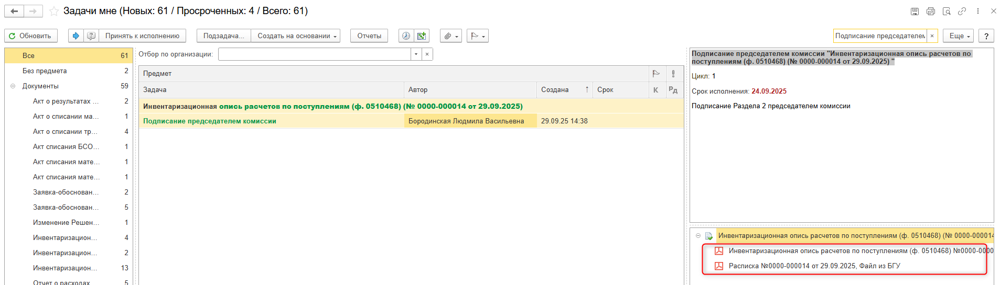 Задачи мне (Новых: 61 / Просроченных: 4 / Всего: 61)
Обновить
Принять к исполнению
Подзадача...
Создать на основании
Отчеты
Подписание председателем
×
Еще
?
Все 61
Без предмета 2
Документы 59
Акт о результатах ... 2
Акт о списании ма... 1
Акт о списании тр... 4
Акт списания БСО... 1
Акт списания мате... 1
Акт списания мате... 1
Заявка-обоснован... 2
Заявка-обоснован... 5
Изменение Решен... 1
Инвентаризацион... 4
Инвентаризацион... 2
Инвентаризацион... 13
Отчет о расходах 5
Отбор по организации:
×
Предмет
Задача Автор Создана ↑ Срок К Рд
Инвентаризационная опись расчетов по поступлениям (ф. 0510468) (№ 0000-000014 от 29.09.2025)
Подписание председателем комиссии Бородинская Людмила Васильевна 29.09.25 14:38
Подписание председателем комиссии "Инвентаризационная опись расчетов по
поступлениям (ф. 0510468) (№ 0000-000014 от 29.09.2025) "
Цикл: 1
Срок исполнения: 24.09.2025
Подписание Раздела 2 председателем комиссии
Инвентаризационная опись расчетов по поступлениям (ф. 0510468) (№ 0000-000014
Инвентаризационная опись расчетов по поступлениям (ф. 0510468) №0000-0000
Расписка №0000-000014 от 29.09.2025, Файл из БГУ